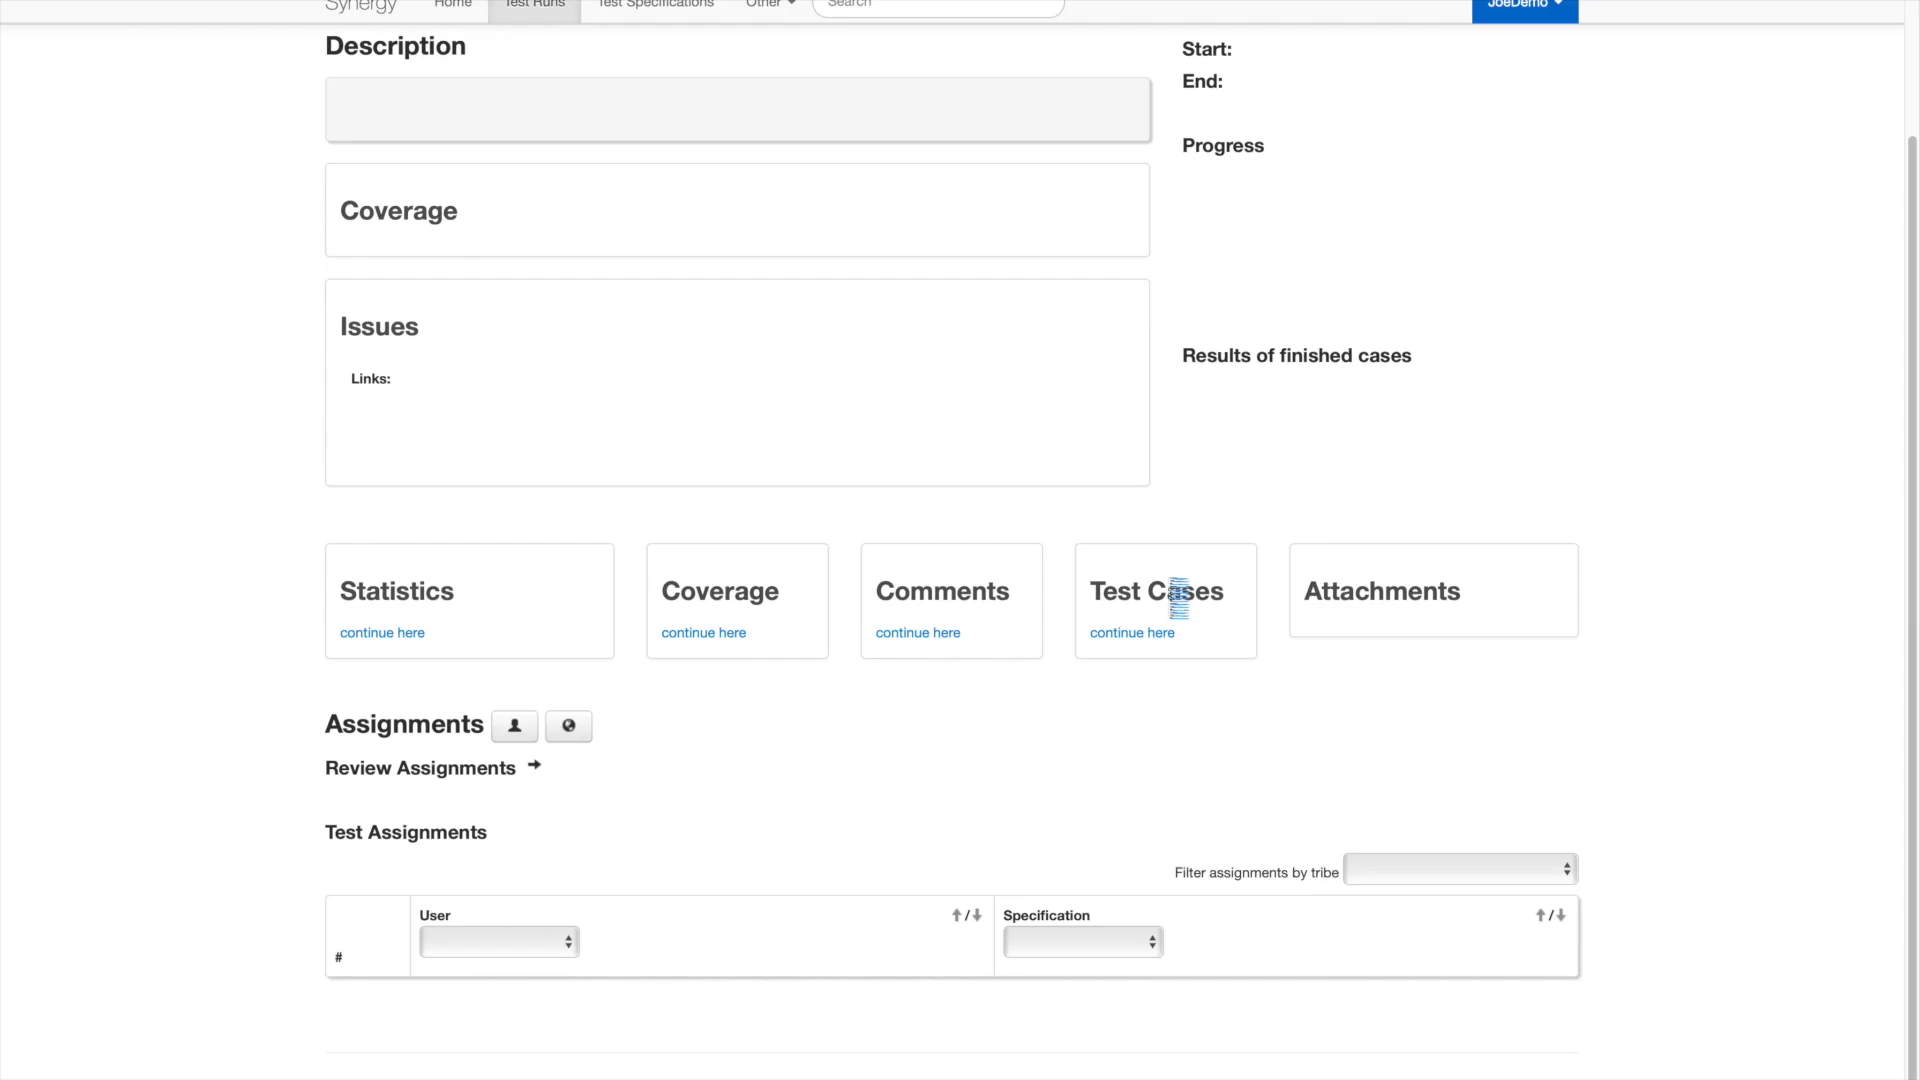 Synergy Home Test Runs Test Specifications Other Search JoeDemo
Description
Start:
End:
Progress
Coverage
Issues
Links:
Results of finished cases
Statistics
continue here
Coverage
continue here
Comments
continue here
Test Cases
continue here
Attachments
Assignments
Review Assignments
Test Assignments
Filter assignments by tribe
#
User
/
Specification
/